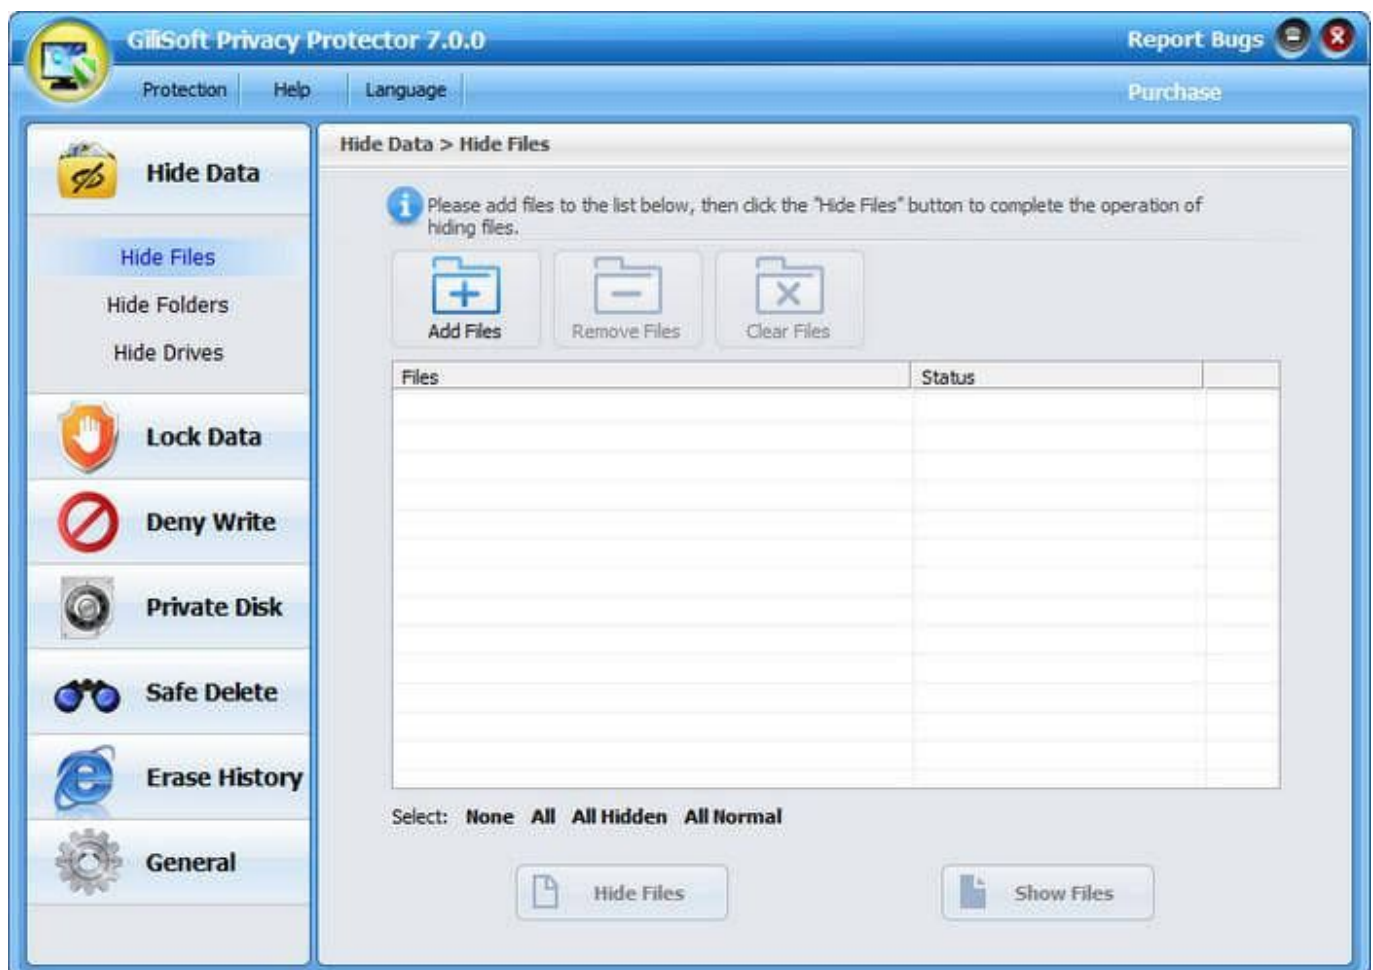 GiliSoft Privacy Protector 7.0.0
Report Bugs
Protection Help Language
Purchase
Hide Data
Hide Files
Hide Folders
Hide Drives
Lock Data
Deny Write
Private Disk
Safe Delete
Erase History
General
Hide Data > Hide Files
Please add files to the list below, then click the "Hide Files" button to complete the operation of
hiding files.
Add Files Remove Files Clear Files
Files Status
Select: None All All Hidden All Normal
Hide Files Show Files